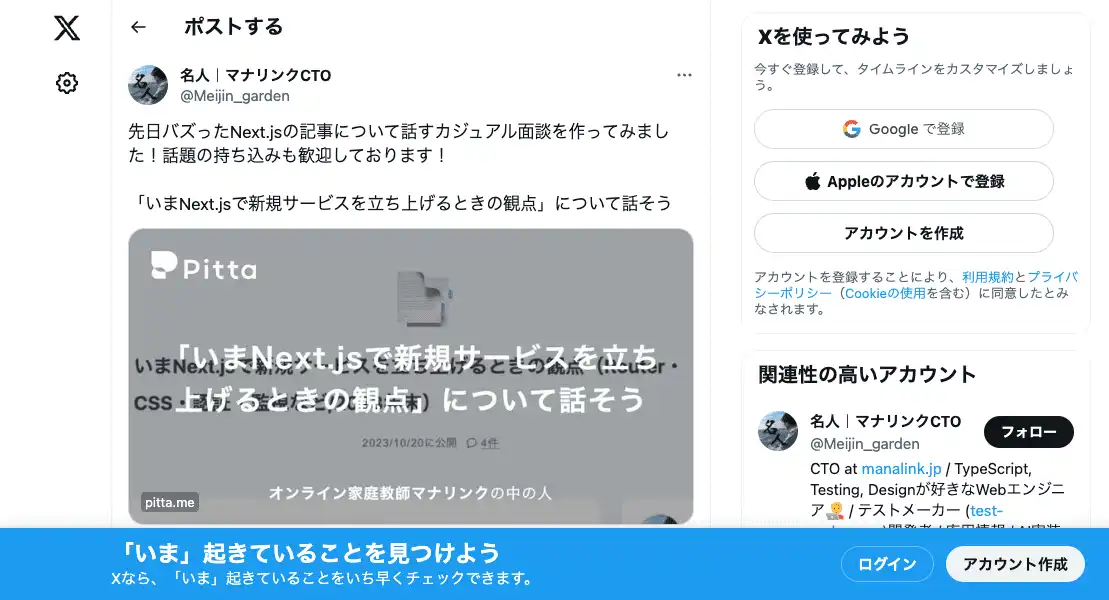 ポストする
名人｜マナリンクCTO
@Meijin_garden
先日バズったNext.jsの記事について話すカジュアル面談を作ってみまし
た！話題の持ち込みも歓迎しております！
「いまNext.jsで新規サービスを立ち上げるときの観点」について話そう
Pitta
「いまNext.jsで新規サービスを立ち
上げるときの観点」について話そう
2023/10/20に公開 4件
オンライン家庭教師マナリンクの中の人
pitta.me
Xを使ってみよう
今すぐ登録して、タイムラインをカスタマイズしましょ
う。
Google で登録
Appleのアカウントで登録
アカウントを作成
アカウントを登録することにより、利用規約とプライバ
シーポリシー（Cookieの使用を含む）に同意したとみ
なされます。
関連性の高いアカウント
名人｜マナリンクCTO
@Meijin_garden
フォロー
CTO at manalink.jp / TypeScript,
Testing, Designが好きなWebエンジニ
ア🧑‍💻 / テストメーカー (test-
「いま」起きていることを見つけよう
Xなら、「いま」起きていることをいち早くチェックできます。
ログイン
アカウント作成